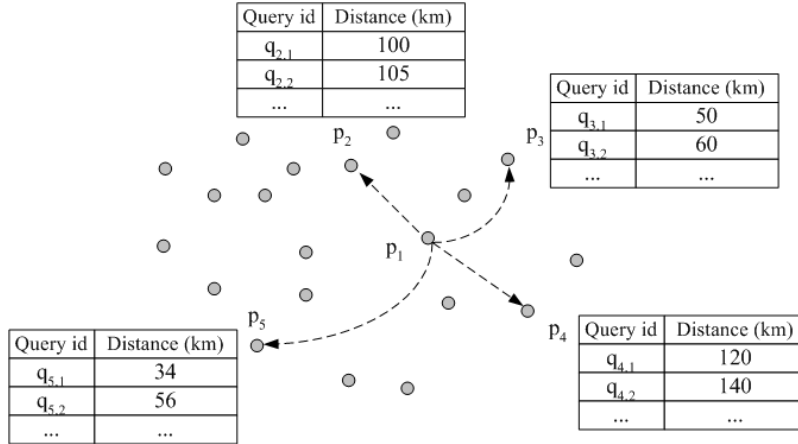 Query id Distance (km)
q2,1 100
q2,2 105
... ...
p2
p3
Query id Distance (km)
q3,1 50
q3,2 60
... ...
p1
p5
p4
Query id Distance (km)
q5,1 34
q5,2 56
... ...
Query id Distance (km)
q4,1 120
q4,2 140
... ...